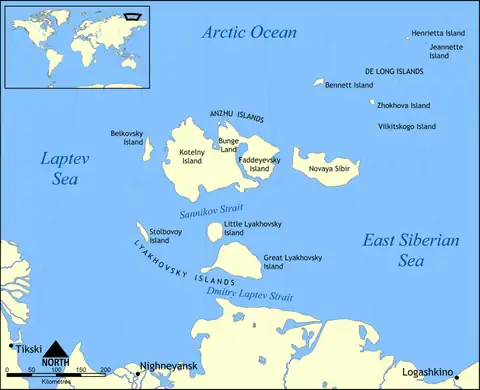 Arctic Ocean
Henrietta Island
Jeannette
Island
DE LONG ISLANDS
Bennett Island
Zhokhova Island
Vilkitskogo Island
ANZHU ISLANDS
Belkovsky
Island
Bunge
Land
Kotelny
Island
Faddeyevsky
Island
Novaya Sibir
Laptev
Sea
Sannikov Strait
Stolbovoy
Island
Little Lyakhovsky
Island
East Siberian
Sea
Great Lyakhovsky
Island
LYAKHOVSKY ISLANDS
Dmitry Laptev Strait
Tikski
NORTH
0 50 100 150 200
Kilometres
Nighneyansk
Logashkino